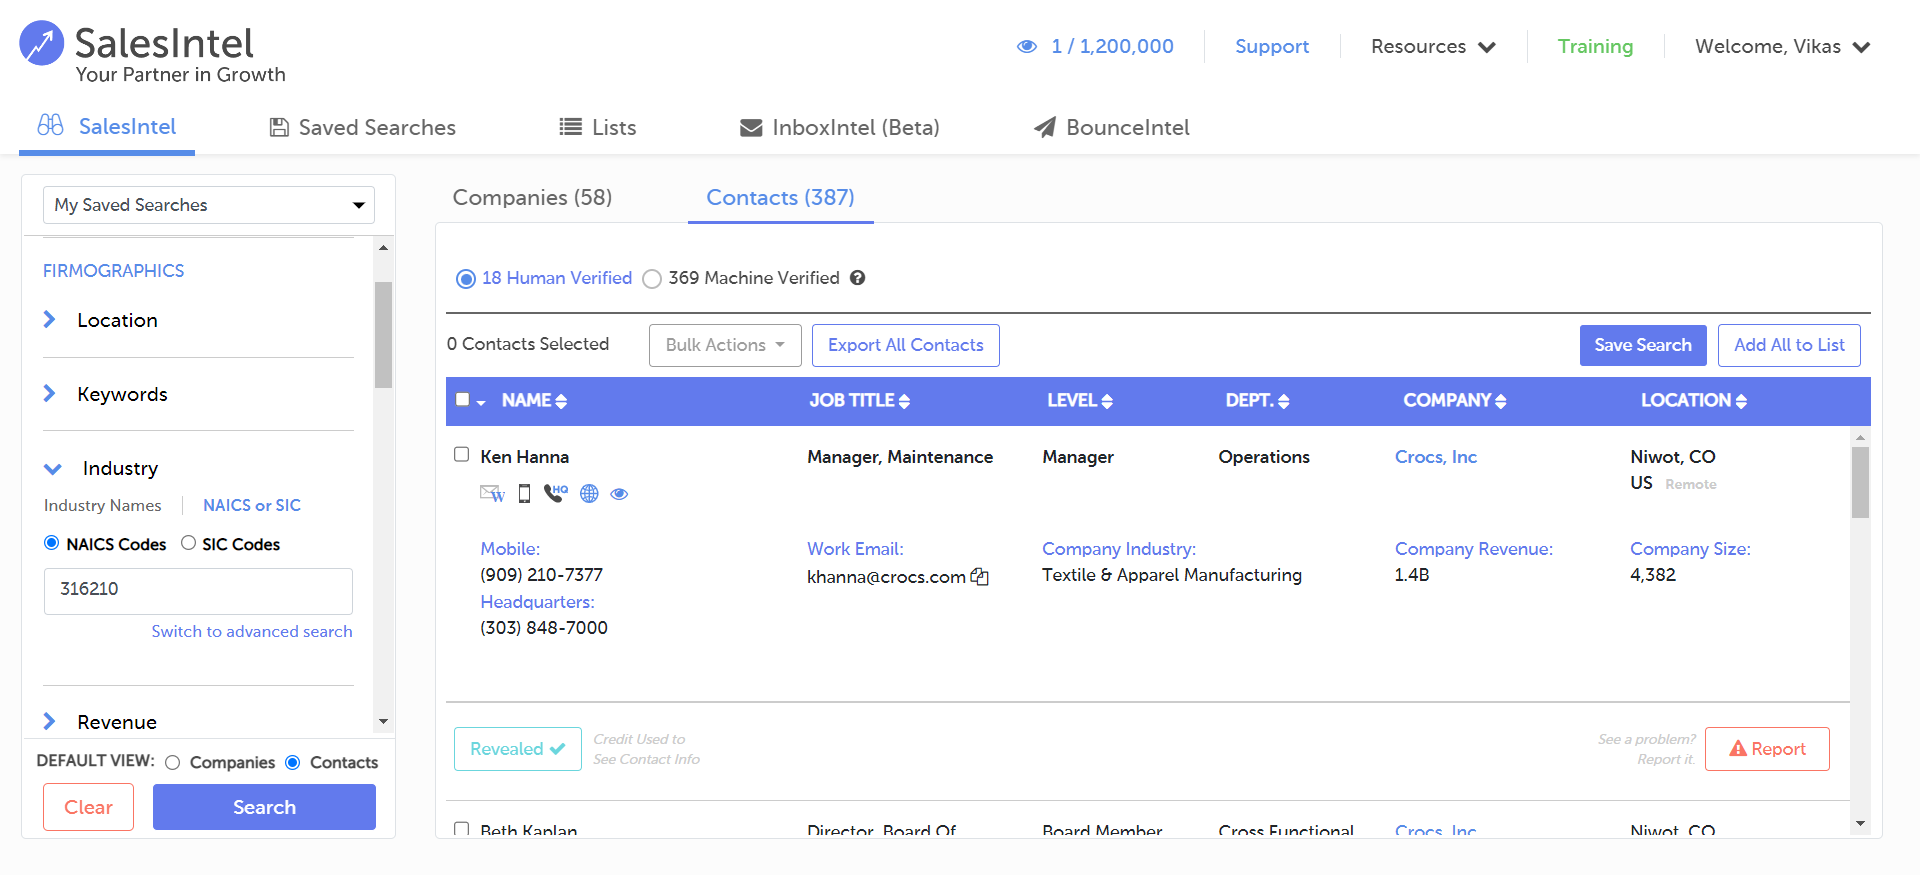 SalesIntel
Your Partner in Growth
1 / 1,200,000
Support
Resources
Training
Welcome, Vikas
SalesIntel
Saved Searches
Lists
InboxIntel (Beta)
BounceIntel
My Saved Searches
FIRMOGRAPHICS
Location
Keywords
Industry
Industry Names
NAICS or SIC
NAICS Codes
SIC Codes
316210
Switch to advanced search
Revenue
DEFAULT VIEW:
Companies
Contacts
Clear
Search
Companies (58)
Contacts (387)
18 Human Verified
369 Machine Verified
0 Contacts Selected
Bulk Actions
Export All Contacts
Save Search
Add All to List
NAME
JOB TITLE
LEVEL
DEPT.
COMPANY
LOCATION
Ken Hanna
Manager, Maintenance
Manager
Operations
Crocs, Inc
Niwot, CO
US Remote
W
HQ
Mobile:
(909) 210-7377
Headquarters:
(303) 848-7000
Work Email:
khanna@crocs.com
Company Industry:
Textile & Apparel Manufacturing
Company Revenue:
1.4B
Company Size:
4,382
Revealed
Credit Used to
See Contact Info
See a problem?
Report it.
Report
Beth Kaplan
Director, Board Of
Board Member
Cross Functional
Crocs, Inc
Niwot, CO